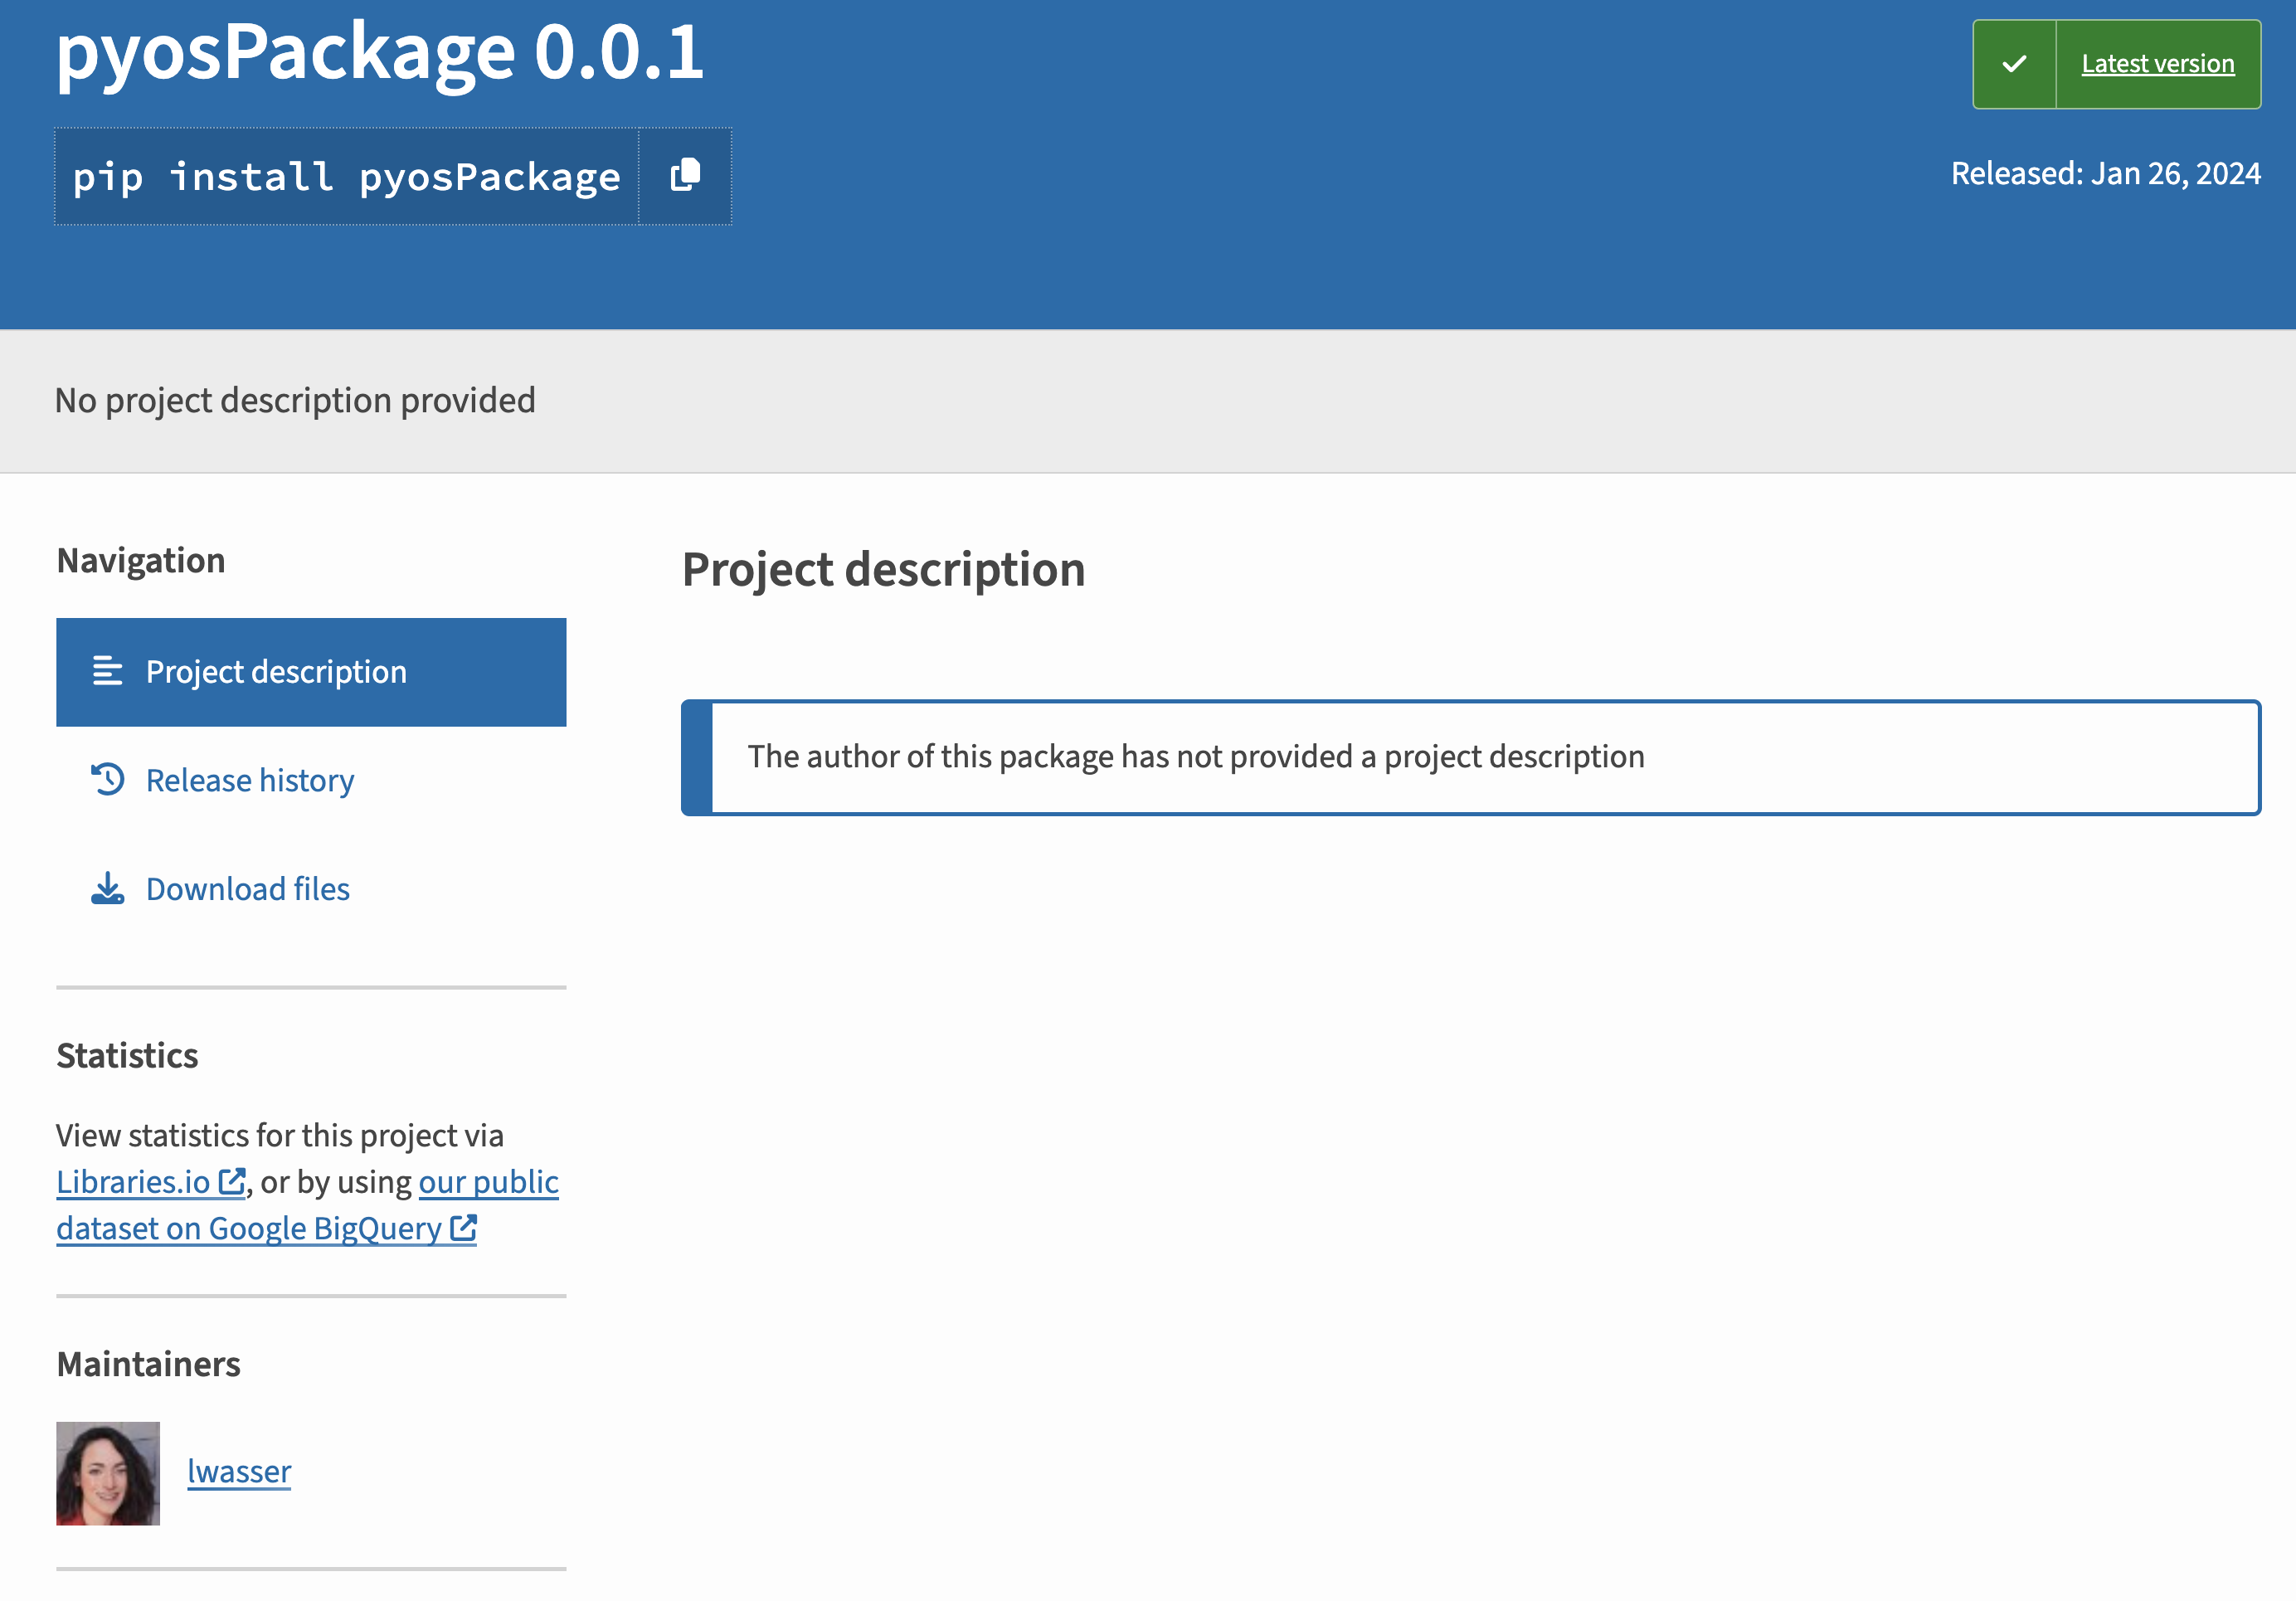 pyosPackage 0.0.1
Latest version
pip install pyosPackage
Released: Jan 26, 2024
No project description provided
Navigation
Project description
Release history
Download files
Statistics
View statistics for this project via
Libraries.io, or by using our public
dataset on Google BigQuery
Maintainers
lwasser
Project description
The author of this package has not provided a project description